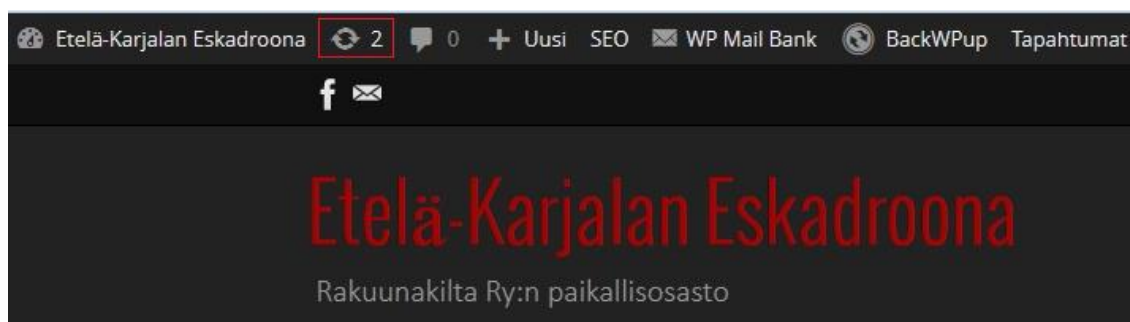 Etelä-Karjalan Eskadroona 2 0 + Uusi SEO WP Mail Bank BackWPup Tapahtumat
Etelä-Karjalan Eskadroona
Rakuunakilta Ry:n paikallisosasto